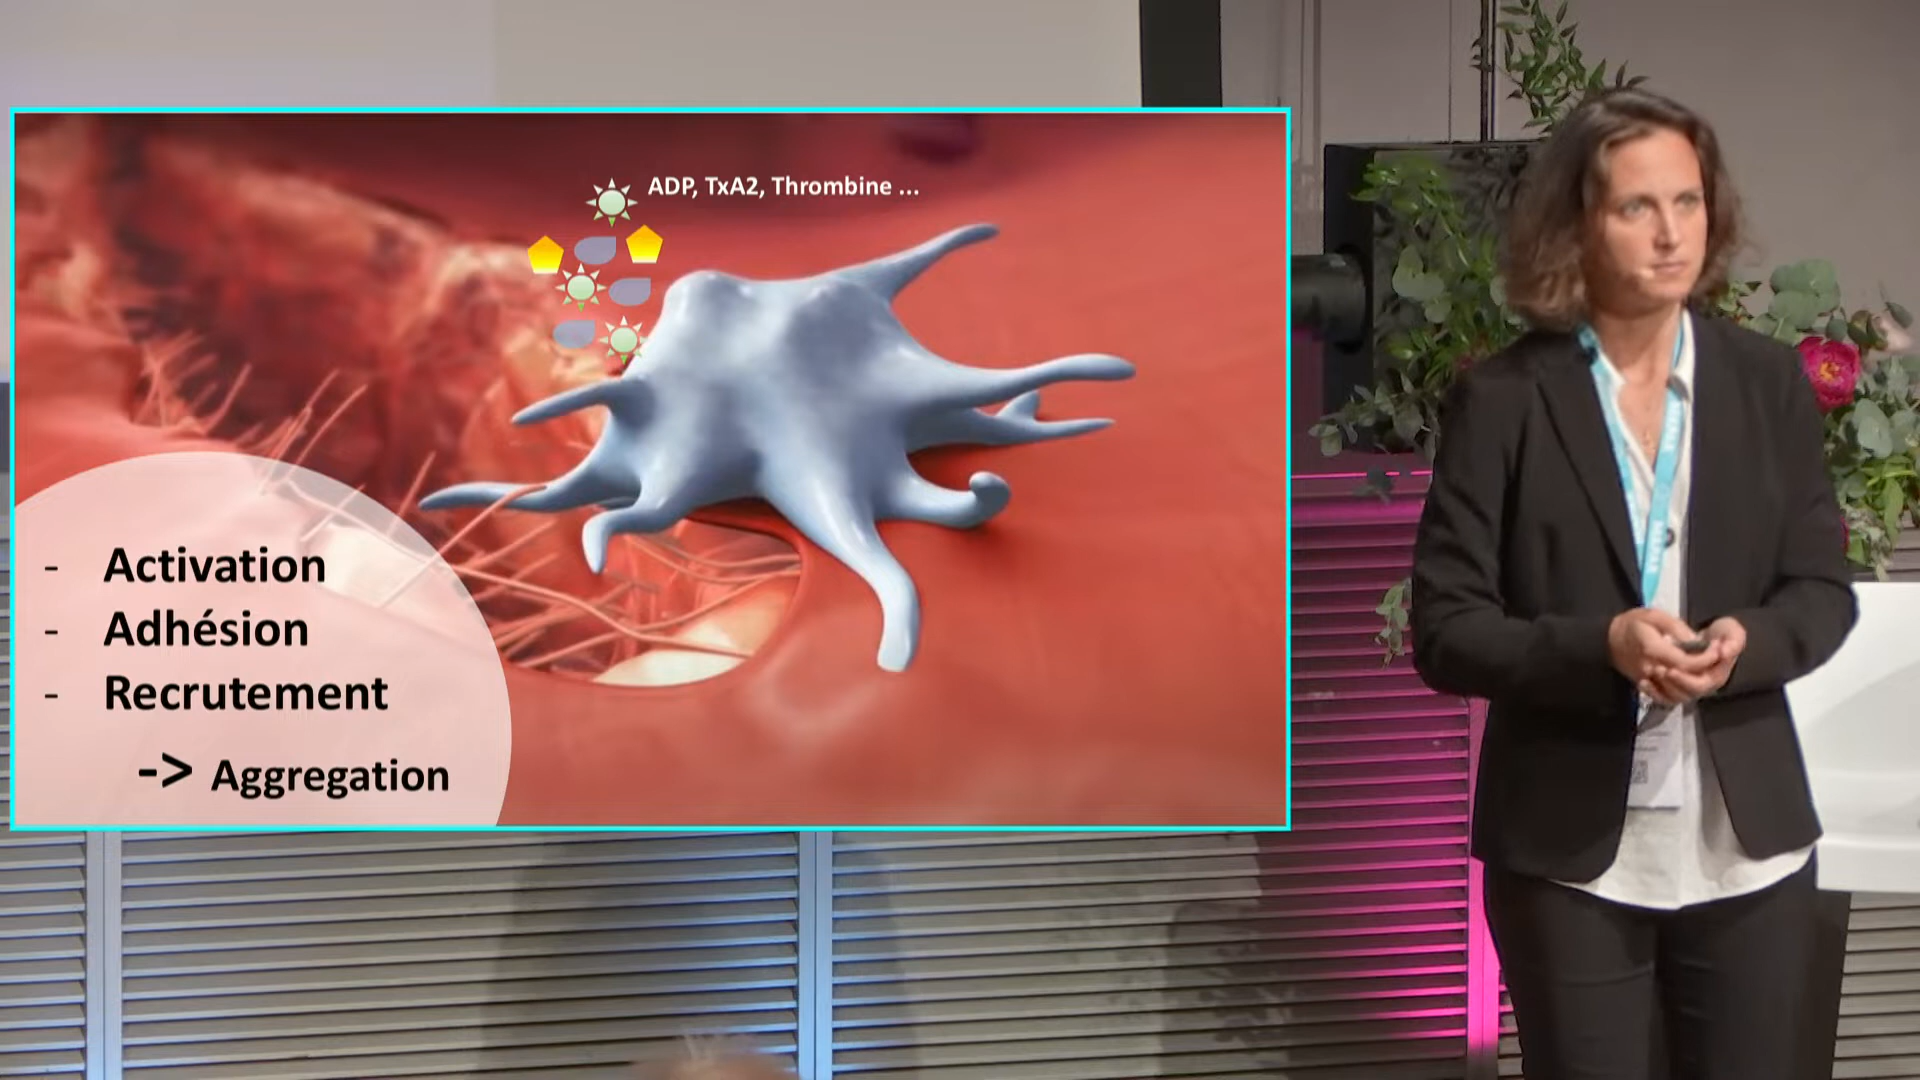 ADP, TxA2, Thrombine ...
- Activation
- Adhésion
- Recrutement
-> Aggregation